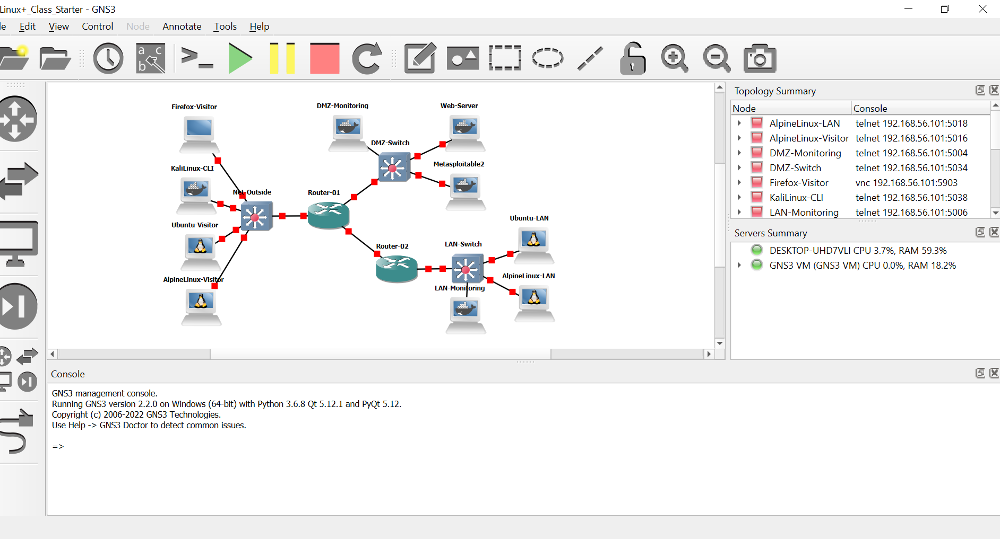 Linux+_Class_Starter - GNS3
le Edit View Control Node Annotate Tools Help
a c
b
Firefox-Visitor
DMZ-Monitoring
Web-Server
DMZ-Switch
KaliLinux-CLI
Metasploitable2
Net-Outside
Router-01
Ubuntu-LAN
Ubuntu-Visitor
Router-02
LAN-Switch
AlpineLinux-Visitor
AlpineLinux-LAN
LAN-Monitoring
Topology Summary
Node Console
AlpineLinux-LAN telnet 192.168.56.101:5018
AlpineLinux-Visitor telnet 192.168.56.101:5016
DMZ-Monitoring telnet 192.168.56.101:5004
DMZ-Switch telnet 192.168.56.101:5034
Firefox-Visitor vnc 192.168.56.101:5903
KaliLinux-CLI telnet 192.168.56.101:5038
LAN-Monitoring telnet 192.168.56.101:5006
Servers Summary
DESKTOP-UHD7VLI CPU 3.7%, RAM 59.3%
GNS3 VM (GNS3 VM) CPU 0.0%, RAM 18.2%
Console
GNS3 management console.
Running GNS3 version 2.2.0 on Windows (64-bit) with Python 3.6.8 Qt 5.12.1 and PyQt 5.12.
Copyright (c) 2006-2022 GNS3 Technologies.
Use Help -> GNS3 Doctor to detect common issues.
=>